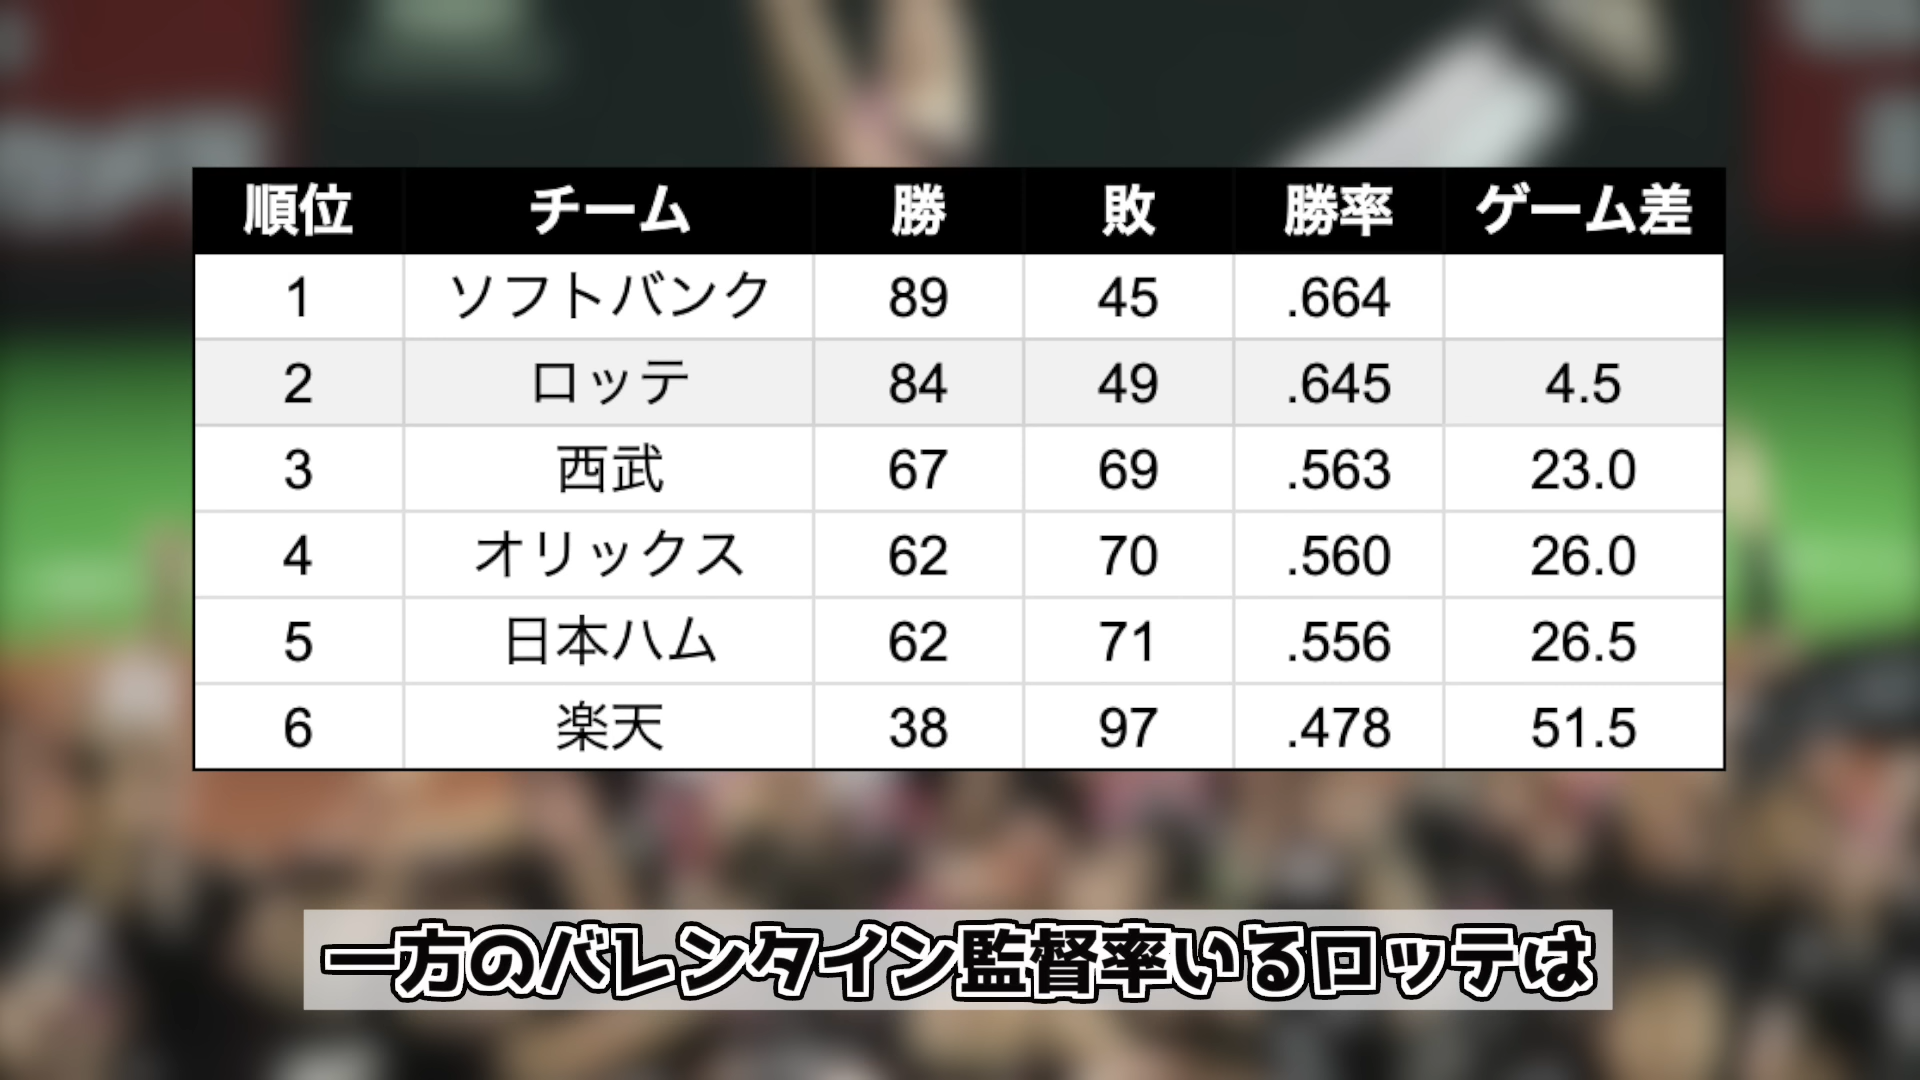 順位 チーム 勝 敗 勝率 ゲーム差
1 ソフトバンク 89 45 .664
2 ロッテ 84 49 .645 4.5
3 西武 67 69 .563 23.0
4 オリックス 62 70 .560 26.0
5 日本ハム 62 71 .556 26.5
6 楽天 38 97 .478 51.5
一方のバレンタイン監督率いるロッテは